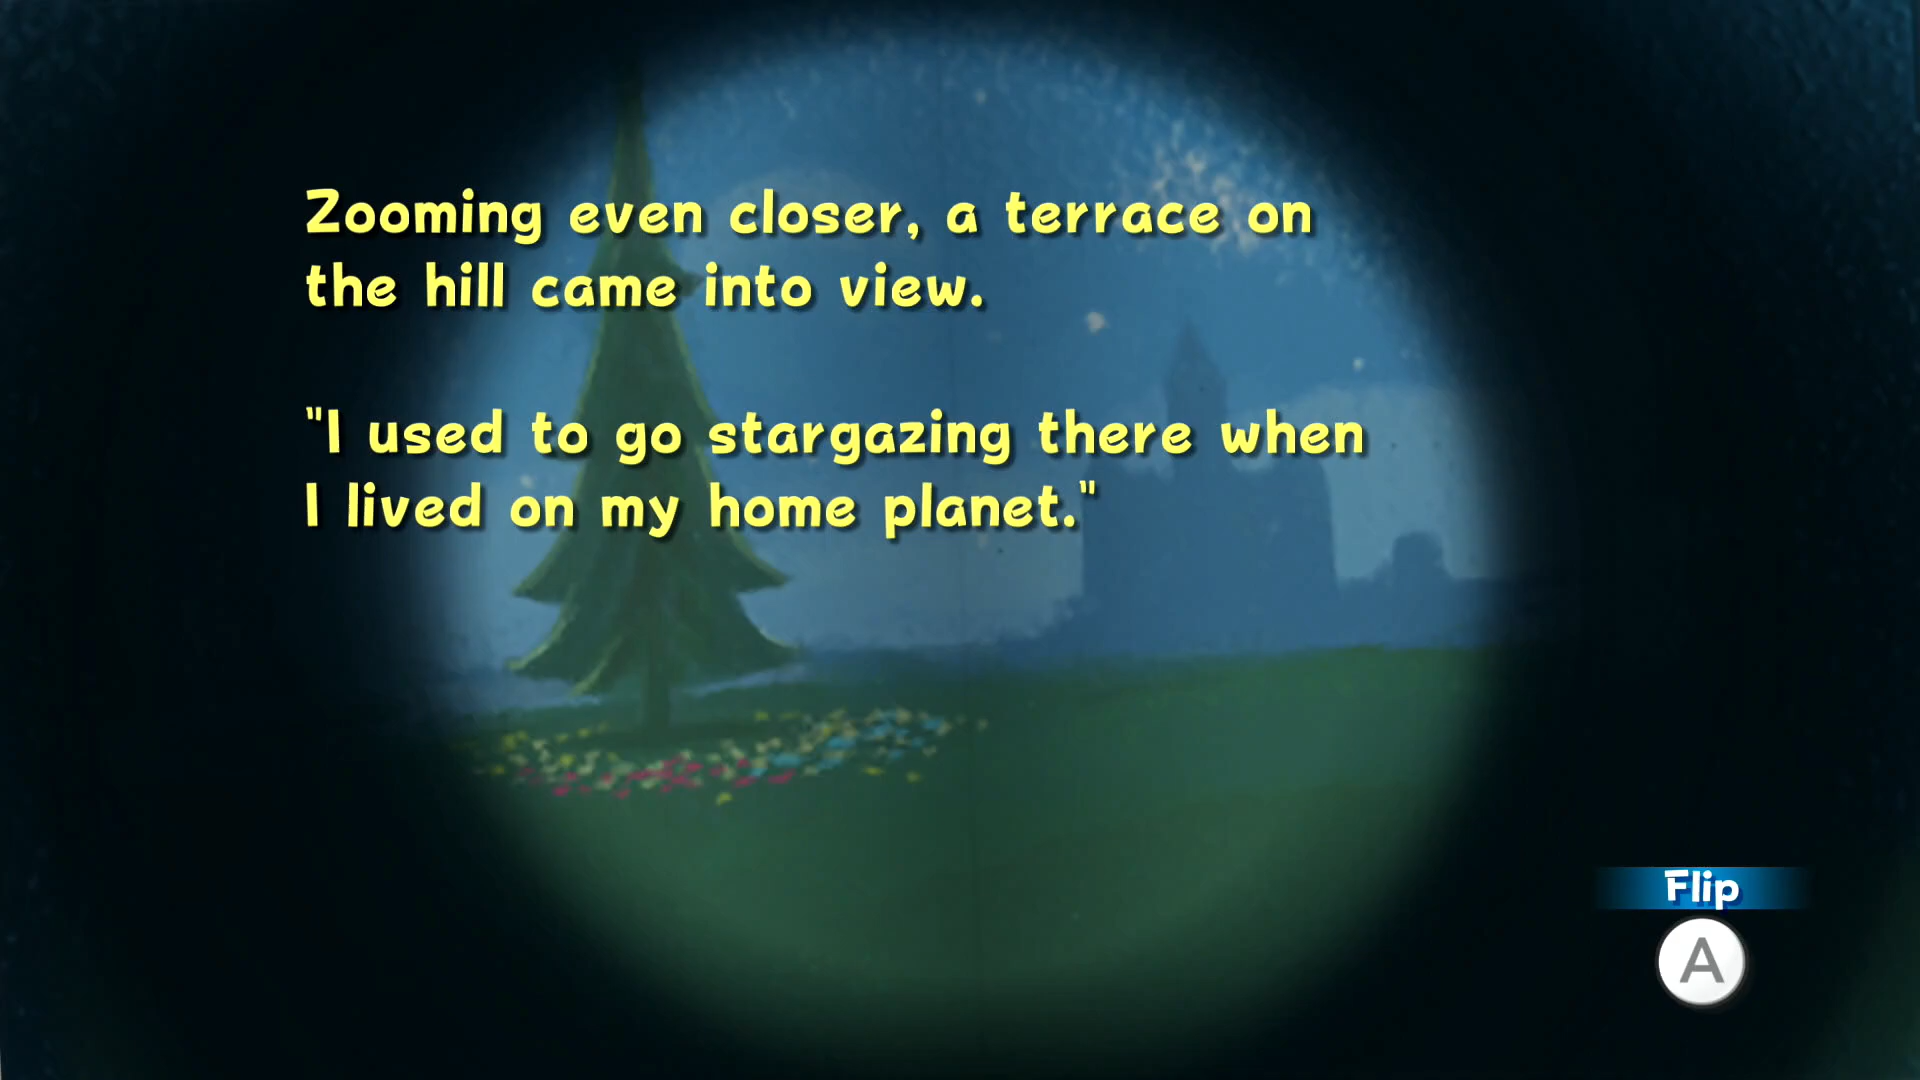 Zooming even closer, a terrace on
the hill came into view.
"I used to go stargazing there when
I lived on my home planet."
Flip
A